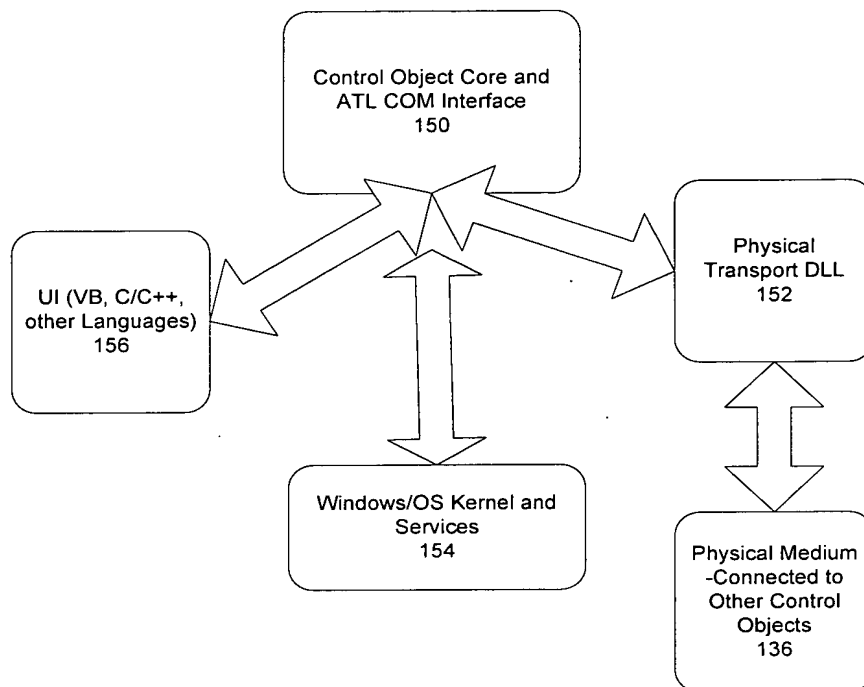 Control Object Core and
ATL COM Interface
150
Physical
Transport DLL
152
UI (VB, C/C++,
other Languages)
156
Windows/OS Kernel and
Services
154
Physical Medium
-Connected to
Other Control
Objects
136